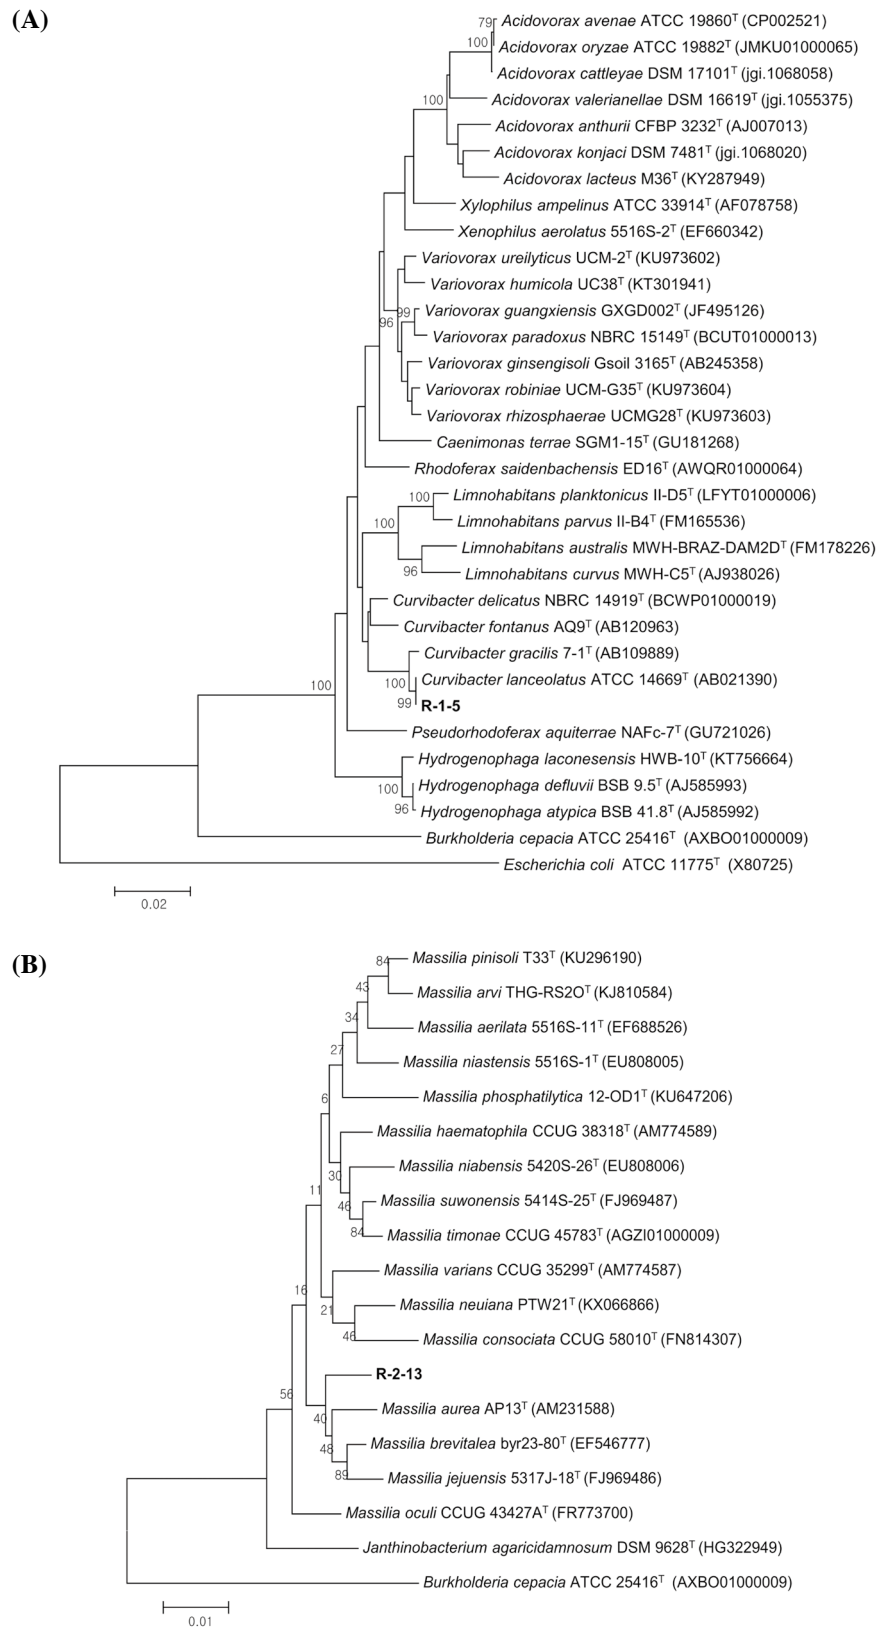 (A)
79
Acidovorax avenae ATCC 19860T (CP002521)
100
Acidovorax oryzae ATCC 19882T (JMKU01000065)
Acidovorax cattleyae DSM 17101T (jgi.1068058)
100
Acidovorax valerianellae DSM 16619T (jgi.1055375)
Acidovorax anthurii CFBP 3232T (AJ007013)
Acidovorax konjaci DSM 7481T (jgi.1068020)
Acidovorax lacteus M36T (KY287949)
Xylophilus ampelinus ATCC 33914T (AF078758)
Xenophilus aerolatus 5516S-2T (EF660342)
Variovorax ureilyticus UCM-2T (KU973602)
Variovorax humicola UC38T (KT301941)
99
Variovorax guangxiensis GXGD002T (JF495126)
96
Variovorax paradoxus NBRC 15149T (BCUT01000013)
Variovorax ginsengisoli Gsoil 3165T (AB245358)
Variovorax robiniae UCM-G35T (KU973604)
Variovorax rhizosphaerae UCMG28T (KU973603)
Caenimonas terrae SGM1-15T (GU181268)
Rhodoferax saidenbachensis ED16T (AWQR01000064)
100
Limnohabitans planktonicus II-D5T (LFYT01000006)
100
Limnohabitans parvus II-B4T (FM165536)
Limnohabitans australis MWH-BRAZ-DAM2DT (FM178226)
96
Limnohabitans curvus MWH-C5T (AJ938026)
Curvibacter delicatus NBRC 14919T (BCWP01000019)
Curvibacter fontanus AQ9T (AB120963)
Curvibacter gracilis 7-1T (AB109889)
100
100
Curvibacter lanceolatus ATCC 14669T (AB021390)
99
R-1-5
Pseudorhodoferax aquiterrae NAFc-7T (GU721026)
Hydrogenophaga laconesensis HWB-10T (KT756664)
100
Hydrogenophaga defluvii BSB 9.5T (AJ585993)
96
Hydrogenophaga atypica BSB 41.8T (AJ585992)
Burkholderia cepacia ATCC 25416T (AXBO01000009)
Escherichia coli ATCC 11775T (X80725)
0.02
(B)
84
Massilia pinisoli T33T (KU296190)
43
Massilia arvi THG-RS2OT (KJ810584)
34
Massilia aerilata 5516S-11T (EF688526)
27
Massilia niastensis 5516S-1T (EU808005)
6
Massilia phosphatilytica 12-OD1T (KU647206)
Massilia haematophila CCUG 38318T (AM774589)
30
Massilia niabensis 5420S-26T (EU808006)
11
46
Massilia suwonensis 5414S-25T (FJ969487)
84
Massilia timonae CCUG 45783T (AGZI01000009)
Massilia varians CCUG 35299T (AM774587)
16
21
Massilia neuiana PTW21T (KX066866)
46
Massilia consociata CCUG 58010T (FN814307)
R-2-13
56
40
Massilia aurea AP13T (AM231588)
48
Massilia brevitalea byr23-80T (EF546777)
89
Massilia jejuensis 5317J-18T (FJ969486)
Massilia oculi CCUG 43427AT (FR773700)
Janthinobacterium agaricidamnosum DSM 9628T (HG322949)
Burkholderia cepacia ATCC 25416T (AXBO01000009)
0.01